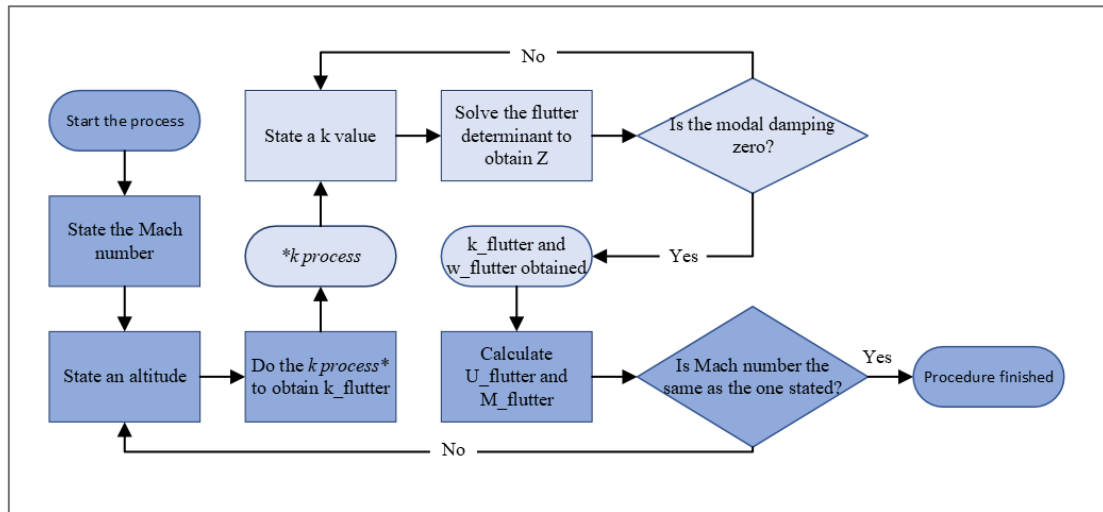 Start the process
State the Mach
number
State an altitude
Do the k process*
to obtain k_flutter
*k process
State a k value
Solve the flutter
determinant to
obtain Z
Is the modal damping
zero?
No
Yes
k_flutter and
w_flutter obtained
Calculate
U_flutter and
M_flutter
Is Mach number the
same as the one stated?
No
Yes
Procedure finished